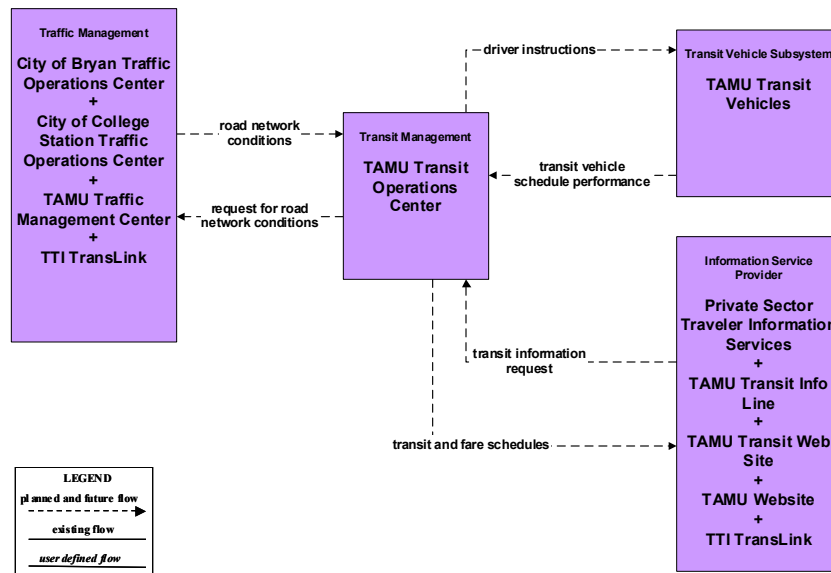 Traffic Management
City of Bryan Traffic
Operations Center
+
City of College
Station Traffic
Operations Center
+
TAMU Traffic
Management Center
+
TTI TransLink
road network
conditions
request for road
network conditions
Transit Management
TAMU Transit
Operations
Center
driver instructions
transit vehicle
schedule performance
Transit Vehicle Subsystem
TAMU Transit
Vehicles
transit information
request
transit and fare schedules
Information Service
Provider
Private Sector
Traveler Information
Services
+
TAMU Transit Info
Line
+
TAMU Transit Web
Site
+
TAMU Website
+
TTI TransLink
LEGEND
planned and future flow
existing flow
user defined flow